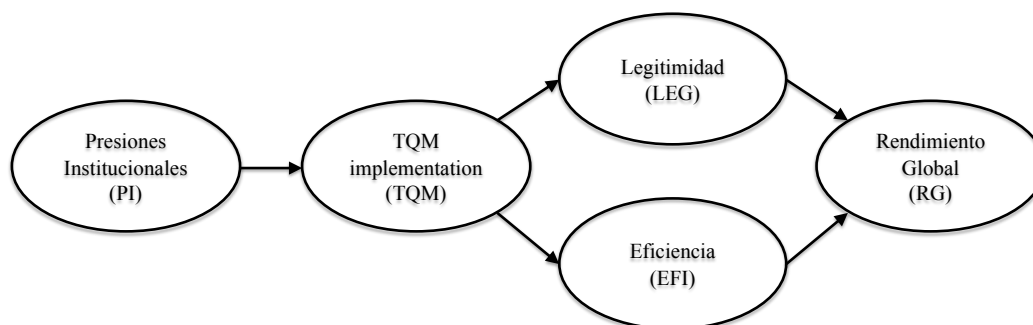 Presiones
Institucionales
(PI)
TQM
implementation
(TQM)
Legitimidad
(LEG)
Eficiencia
(EFI)
Rendimiento
Global
(RG)